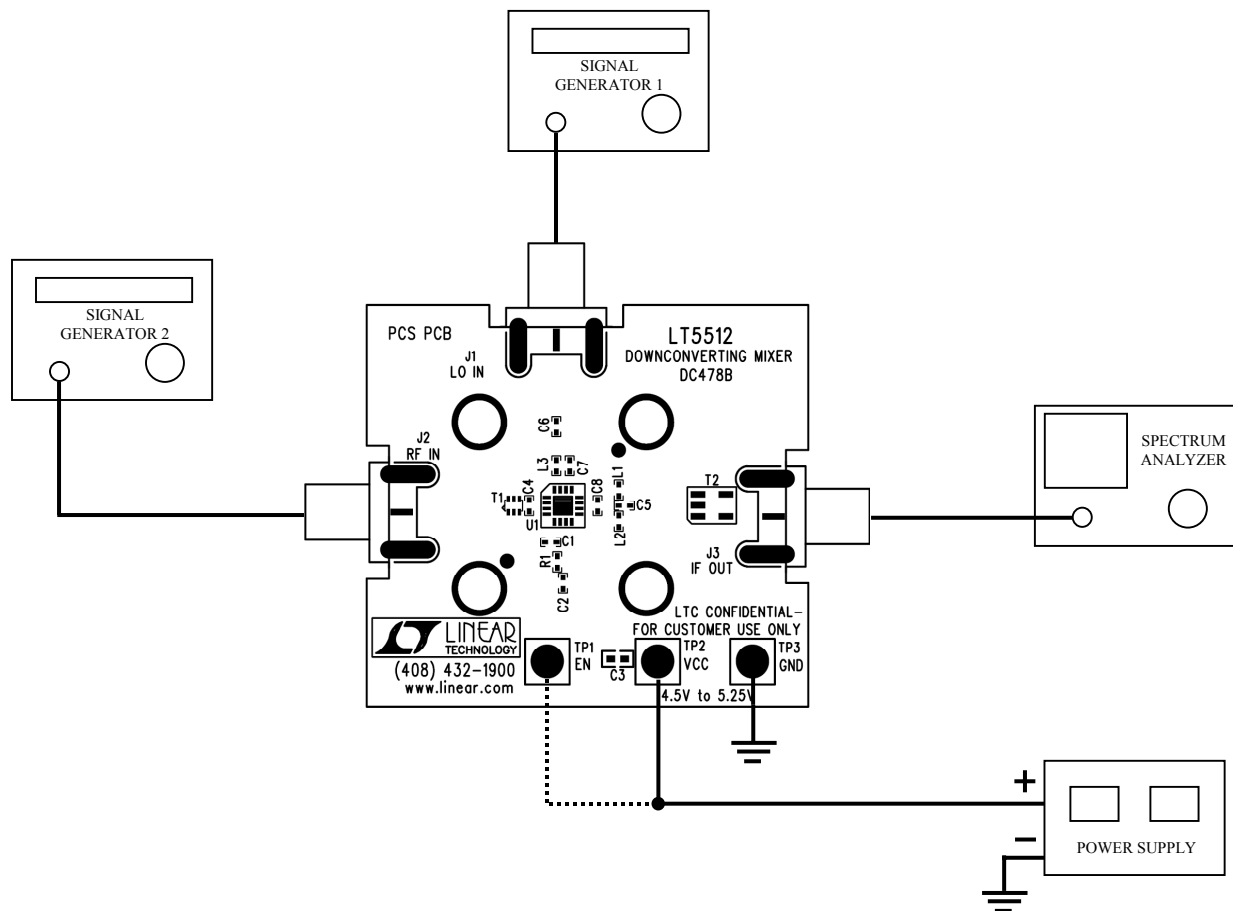 SIGNAL
GENERATOR 1
SIGNAL
GENERATOR 2
PCS PCB
J1
LO IN
LT5512
DOWNCONVERTING MIXER
DC478B
J2
RF IN
C6
L3
C7
C4
T1
U1
C8
L1
C5
L2
T2
C1
R1
C2
J3
IF OUT
SPECTRUM
ANALYZER
LTC CONFIDENTIAL-
FOR CUSTOMER USE ONLY
LINEAR
TECHNOLOGY
(408) 432-1900
www.linear.com
TP1
EN
C3
TP2
VCC
TP3
GND
4.5V to 5.25V
+
−
POWER SUPPLY